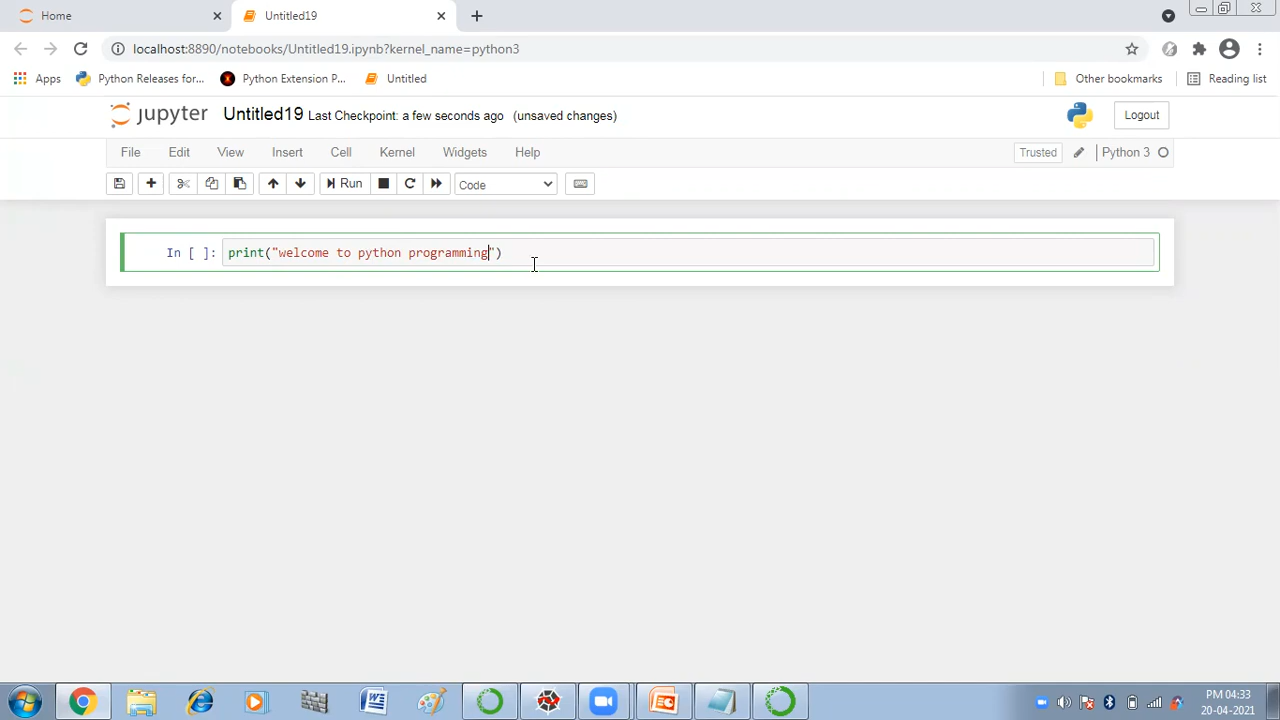 Home
Untitled19
localhost:8890/notebooks/Untitled19.ipynb?kernel_name=python3
Apps
Python Releases for...
Python Extension P...
Untitled
Other bookmarks
Reading list
jupyter
Untitled19
Last Checkpoint: a few seconds ago
(unsaved changes)
Logout
File
Edit
View
Insert
Cell
Kernel
Widgets
Help
Trusted
Python 3
Run
Code
In [ ]:
print("welcome to python programming")
PM 04:33
20-04-2021